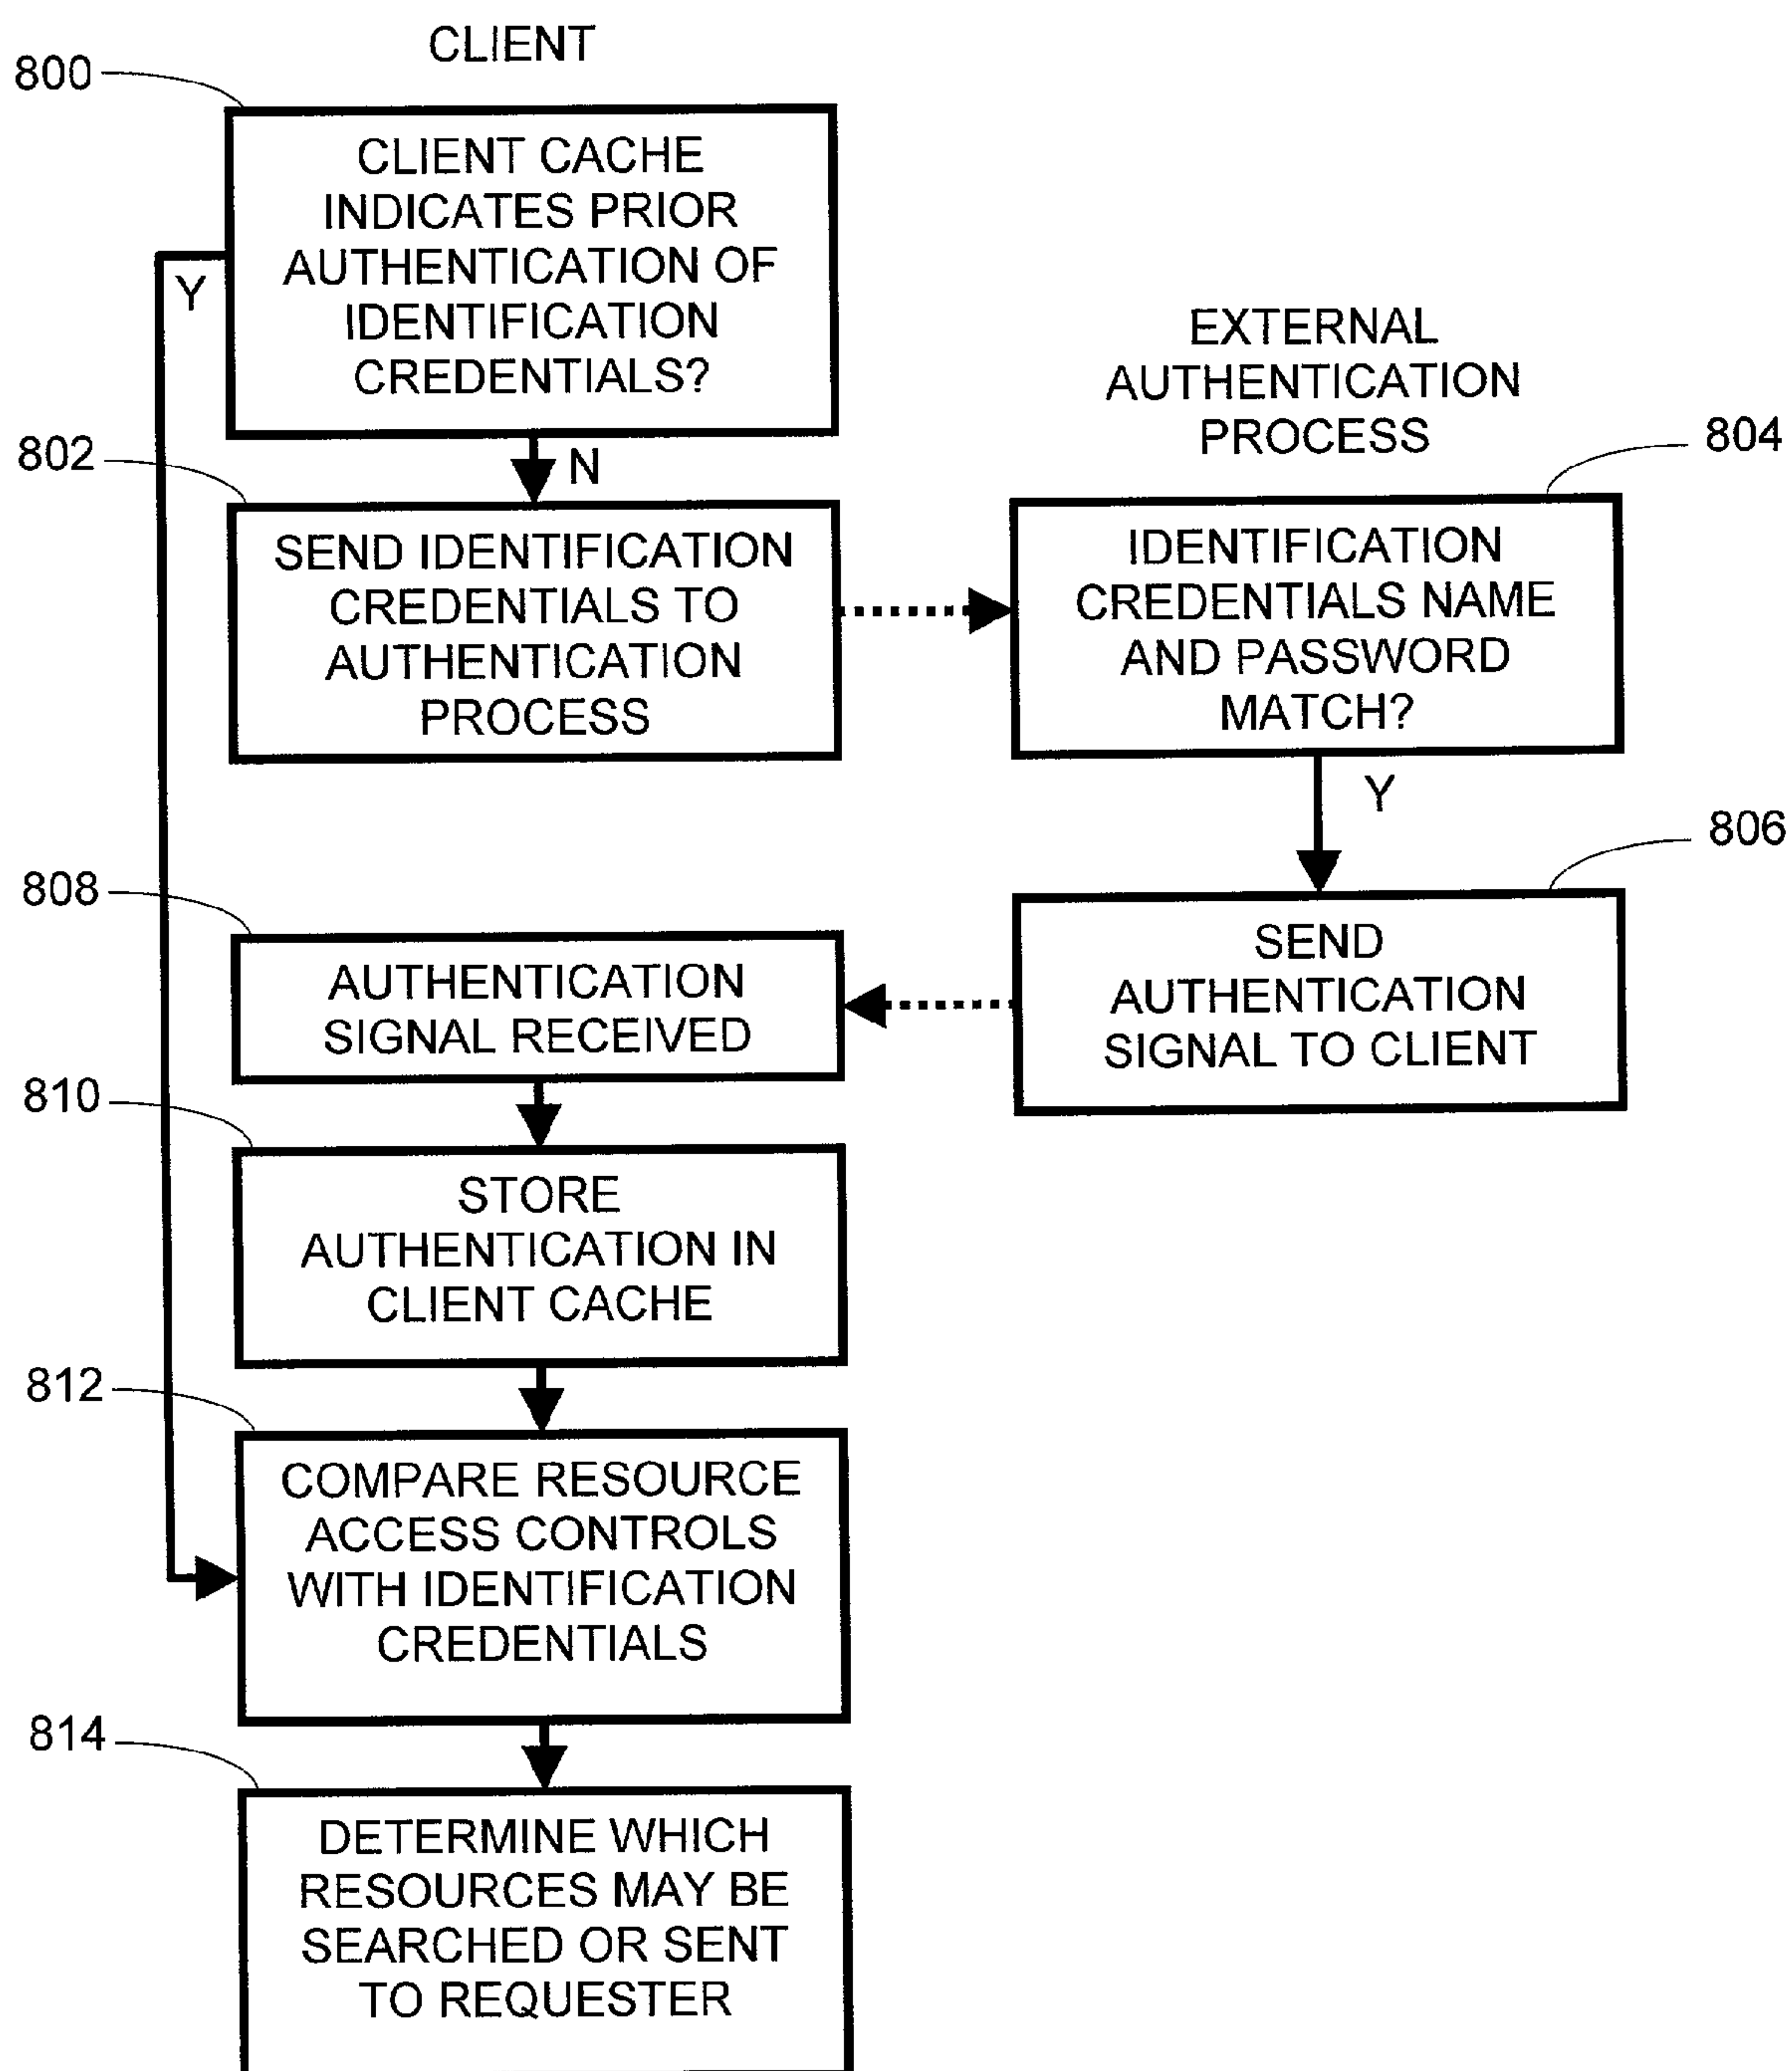 CLIENT
800
CLIENT CACHE
INDICATES PRIOR
AUTHENTICATION OF
IDENTIFICATION
CREDENTIALS?
Y
N
802
SEND IDENTIFICATION
CREDENTIALS TO
AUTHENTICATION
PROCESS
EXTERNAL
AUTHENTICATION
PROCESS
804
IDENTIFICATION
CREDENTIALS NAME
AND PASSWORD
MATCH?
Y
806
SEND
AUTHENTICATION
SIGNAL TO CLIENT
808
AUTHENTICATION
SIGNAL RECEIVED
810
STORE
AUTHENTICATION IN
CLIENT CACHE
812
COMPARE RESOURCE
ACCESS CONTROLS
WITH IDENTIFICATION
CREDENTIALS
814
DETERMINE WHICH
RESOURCES MAY BE
SEARCHED OR SENT
TO REQUESTER